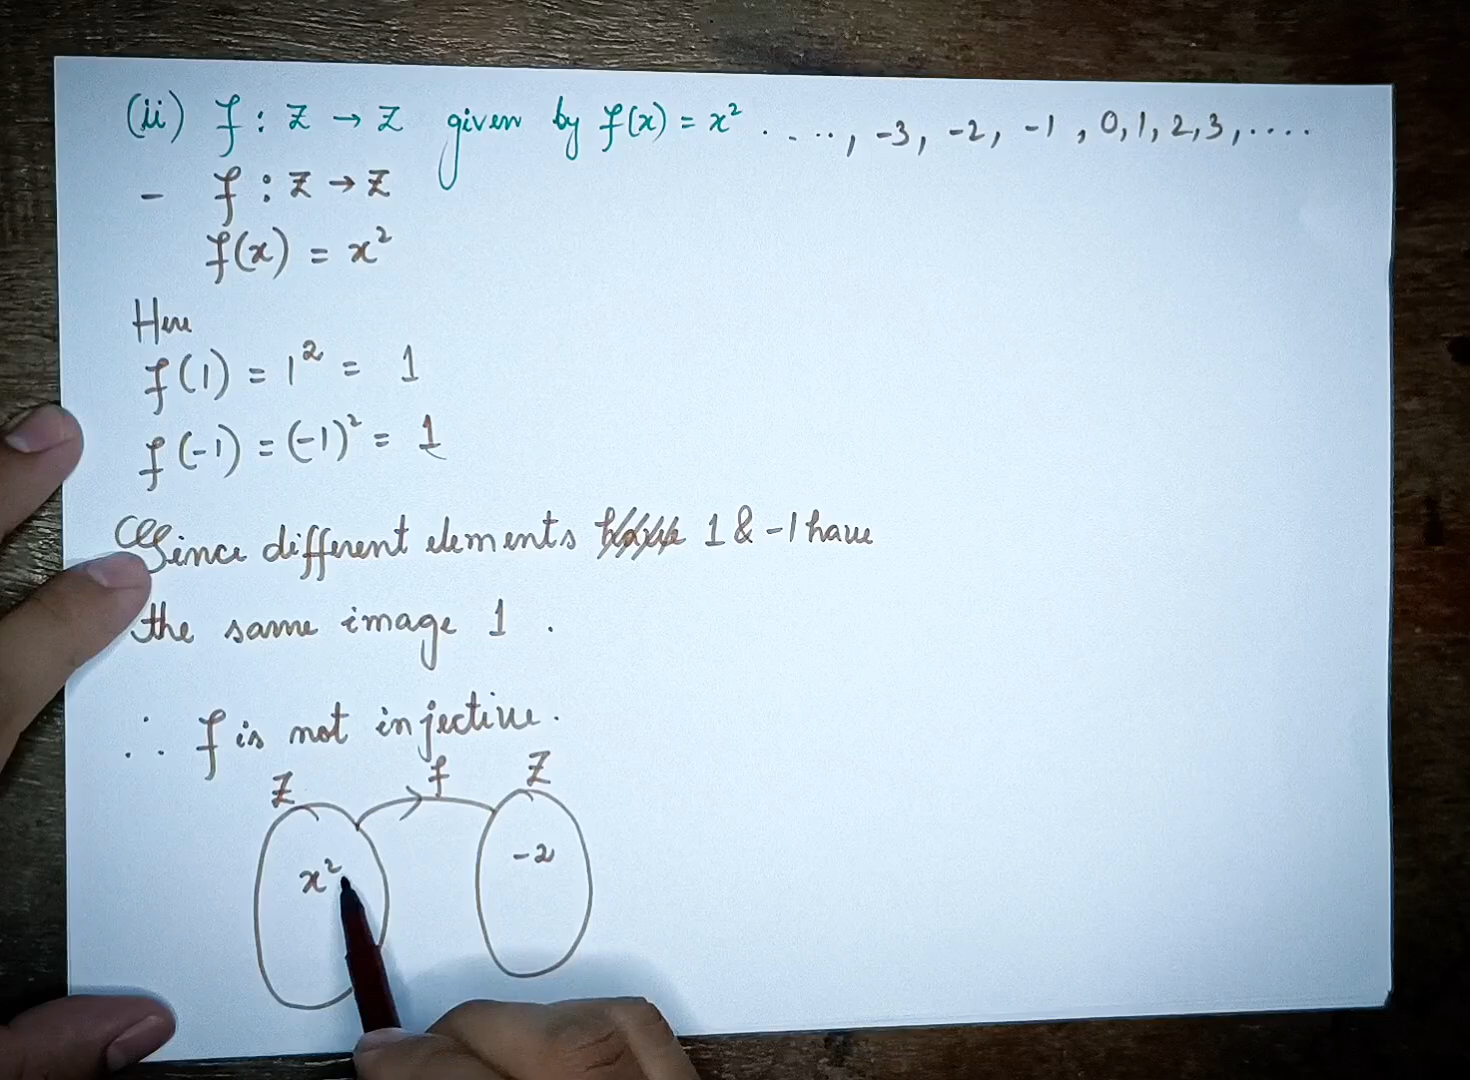 (ii) f : Z → Z given by f(x) = x² . . .., -3, -2, -1, 0, 1, 2, 3, ....
- f : Z → Z
f(x) = x²
Here
f(1) = 1² = 1
f(-1) = (-1)² = 1
Since different elements 1 & -1 have
the same image 1 .
∴ f is not injective.
Z f Z
x² -2